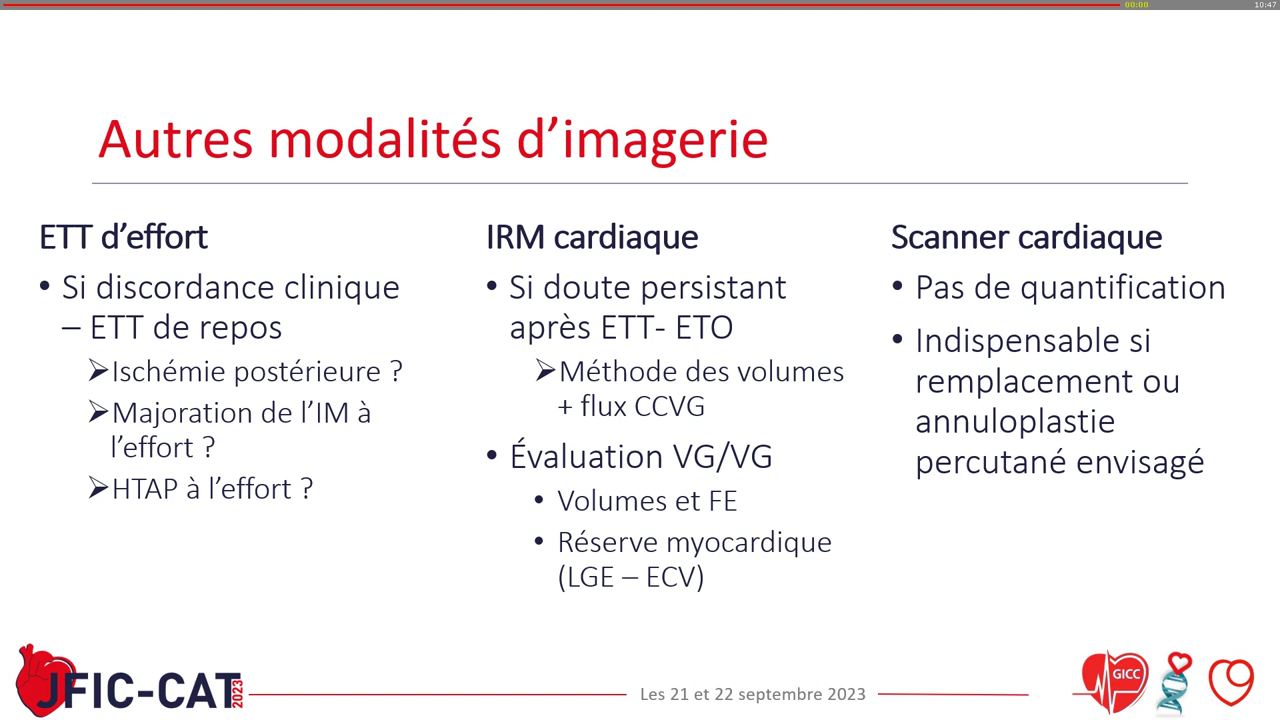 00:00
10:47
Autres modalités d’imagerie
ETT d’effort
• Si discordance clinique
– ETT de repos
➢Ischémie postérieure ?
➢Majoration de l’IM à
l’effort ?
➢HTAP à l’effort ?
IRM cardiaque
• Si doute persistant
après ETT- ETO
➢Méthode des volumes
+ flux CCVG
• Évaluation VG/VG
• Volumes et FE
• Réserve myocardique
(LGE – ECV)
Scanner cardiaque
• Pas de quantification
• Indispensable si
remplacement ou
annuloplastie
percutané envisagé
JFIC-CAT 2023
Les 21 et 22 septembre 2023
GICC